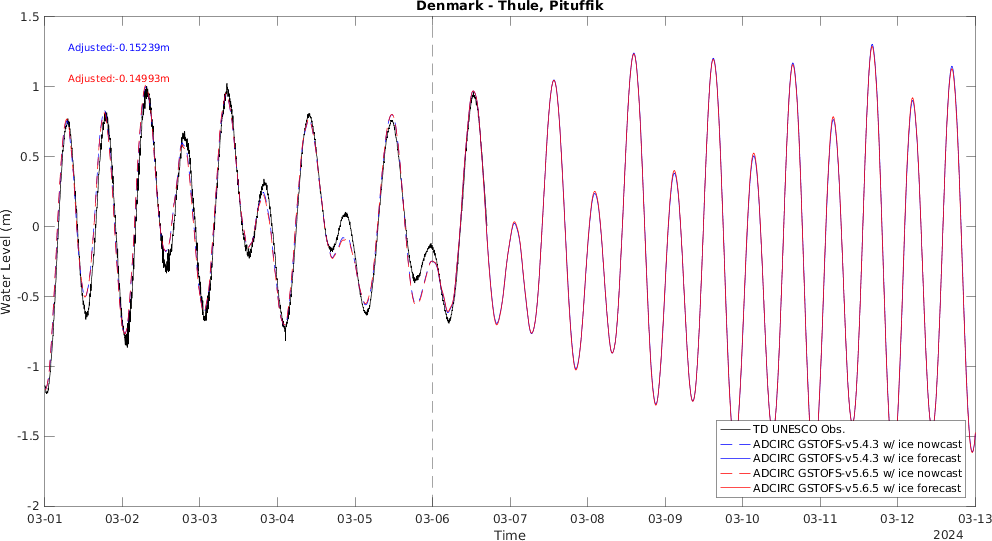 Denmark - Thule, Pituffik
Adjusted:-0.15239m
Adjusted:-0.14993m
1.5
1
0.5
0
-0.5
-1
-1.5
-2
Water Level (m)
TD UNESCO Obs.
ADCIRC GSTOFS-v5.4.3 w/ ice nowcast
ADCIRC GSTOFS-v5.4.3 w/ ice forecast
ADCIRC GSTOFS-v5.6.5 w/ ice nowcast
ADCIRC GSTOFS-v5.6.5 w/ ice forecast
03-01 03-02 03-03 03-04 03-05 03-06 03-07 03-08 03-09 03-10 03-11 03-12 03-13
Time
2024